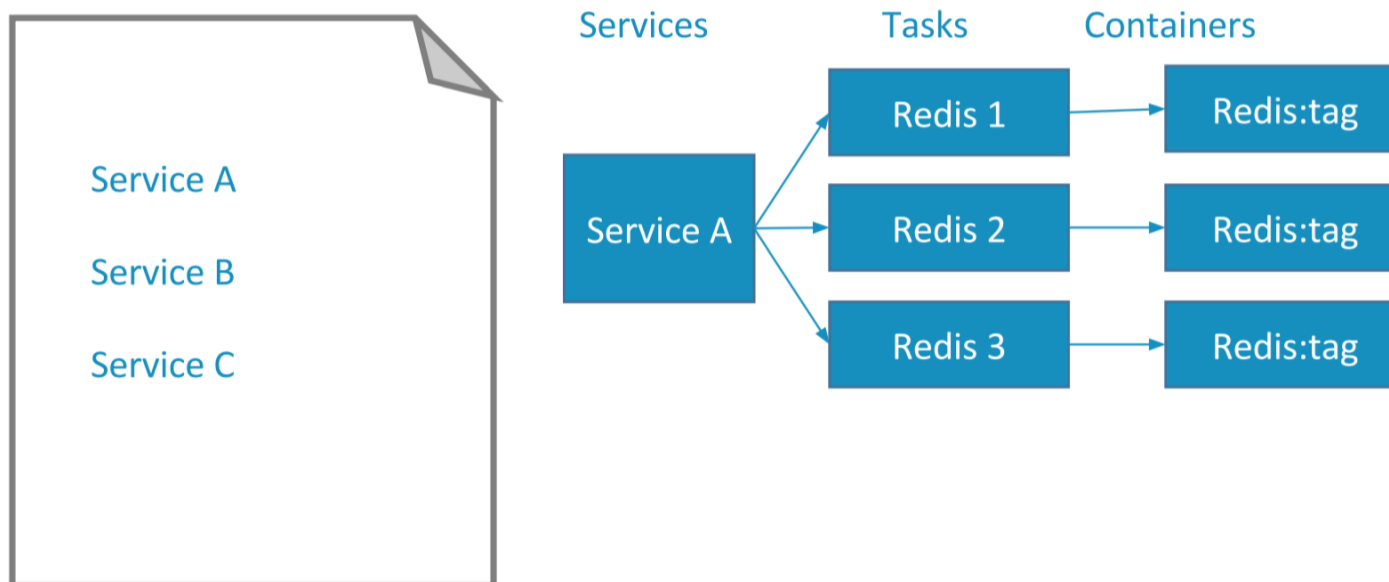 Service A
Service B
Service C
Services
Tasks
Containers
Service A
Redis 1
Redis:tag
Redis 2
Redis:tag
Redis 3
Redis:tag